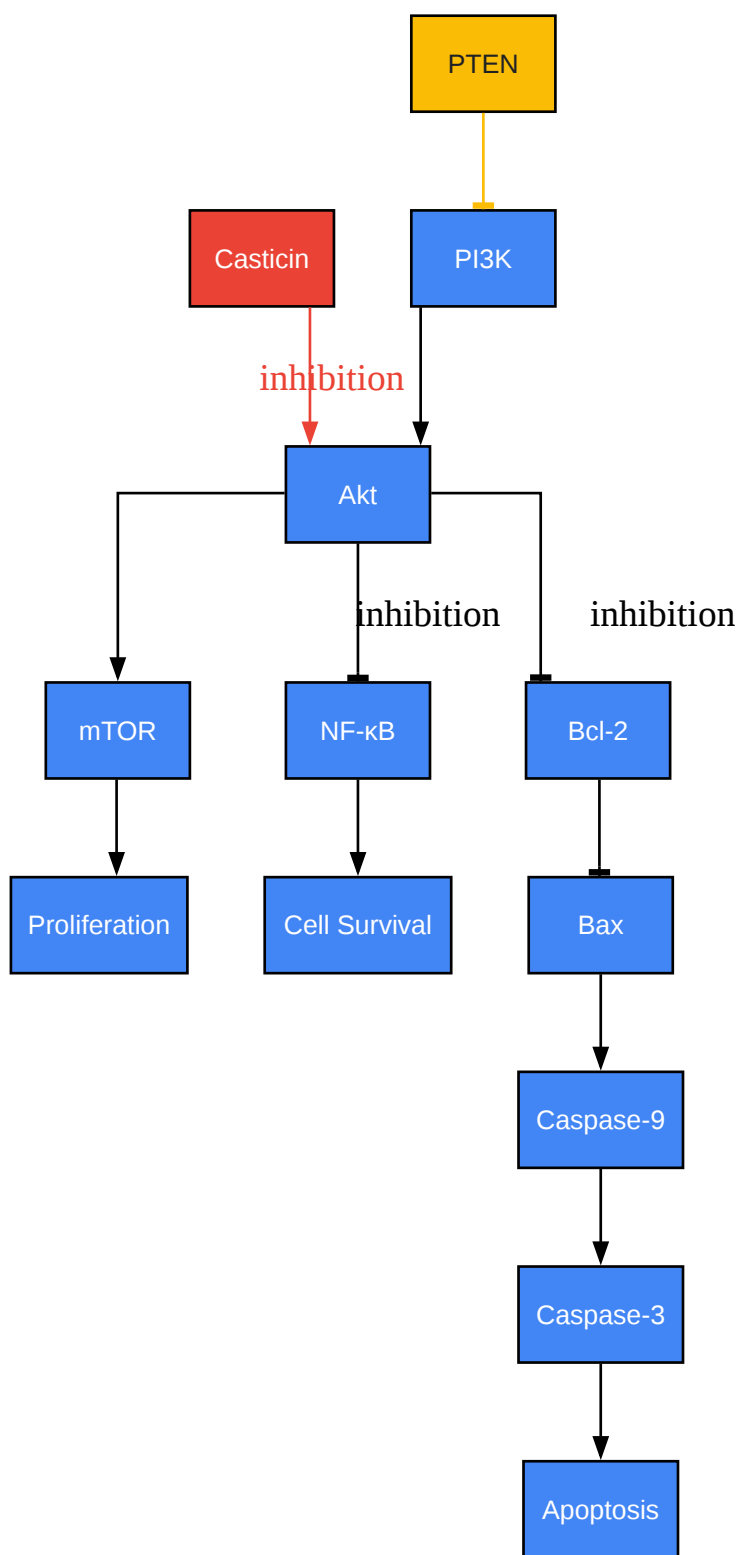 PTEN
Casticin
PI3K
inhibition
Akt
inhibition
inhibition
mTOR
NF-κB
Bcl-2
Proliferation
Cell Survival
Bax
Caspase-9
Caspase-3
Apoptosis